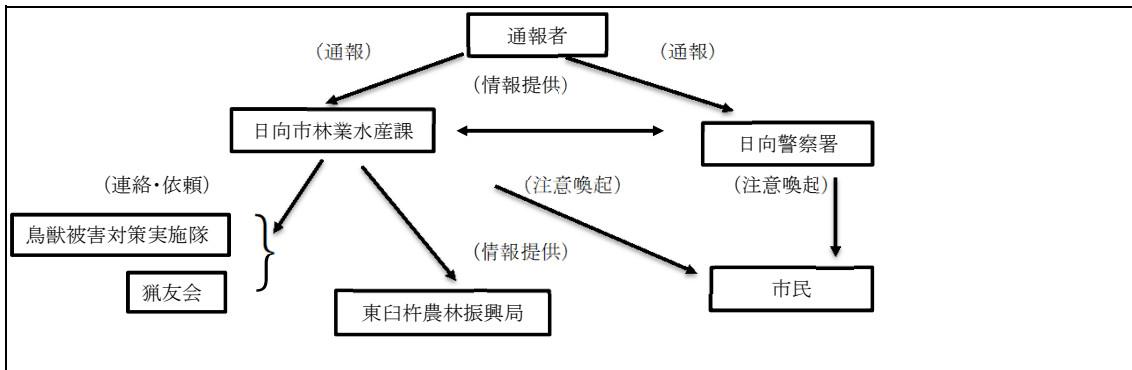 通報者
(通報)
(通報)
(情報提供)
日向市林業水産課
日向警察署
(連絡・依頼)
(注意喚起)
(注意喚起)
鳥獣被害対策実施隊
(情報提供)
猟友会
市民
東臼杵農林振興局